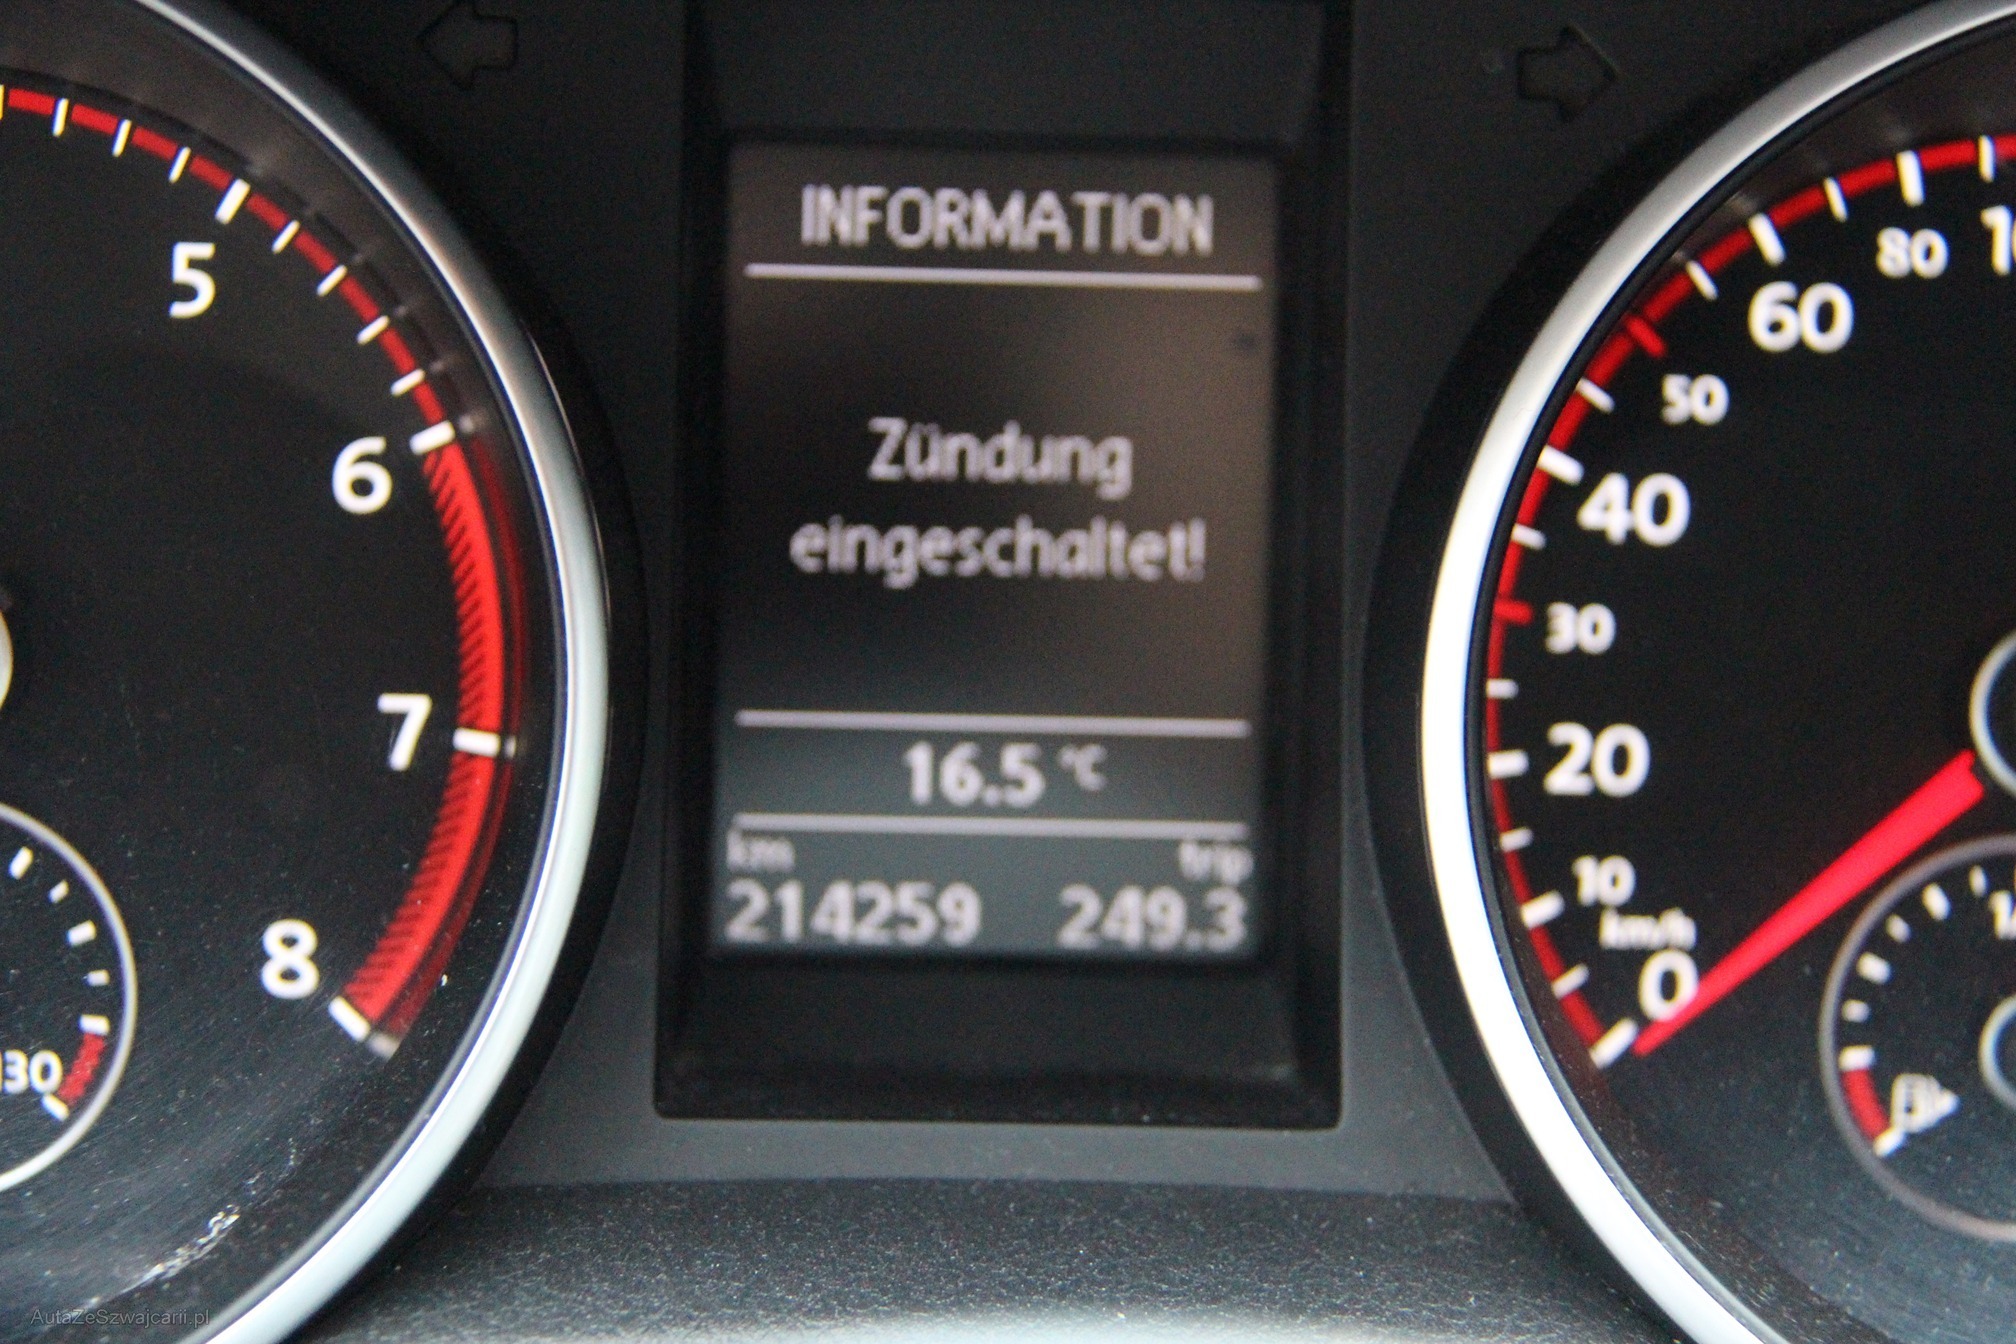 INFORMATION
Zündung
eingeschaltet!
16.5 °C
km trip
214259 249.3
5
6
7
8
130
80
60
50
40
30
20
10
km/h
0
AutaZeSzwajcarii.pl